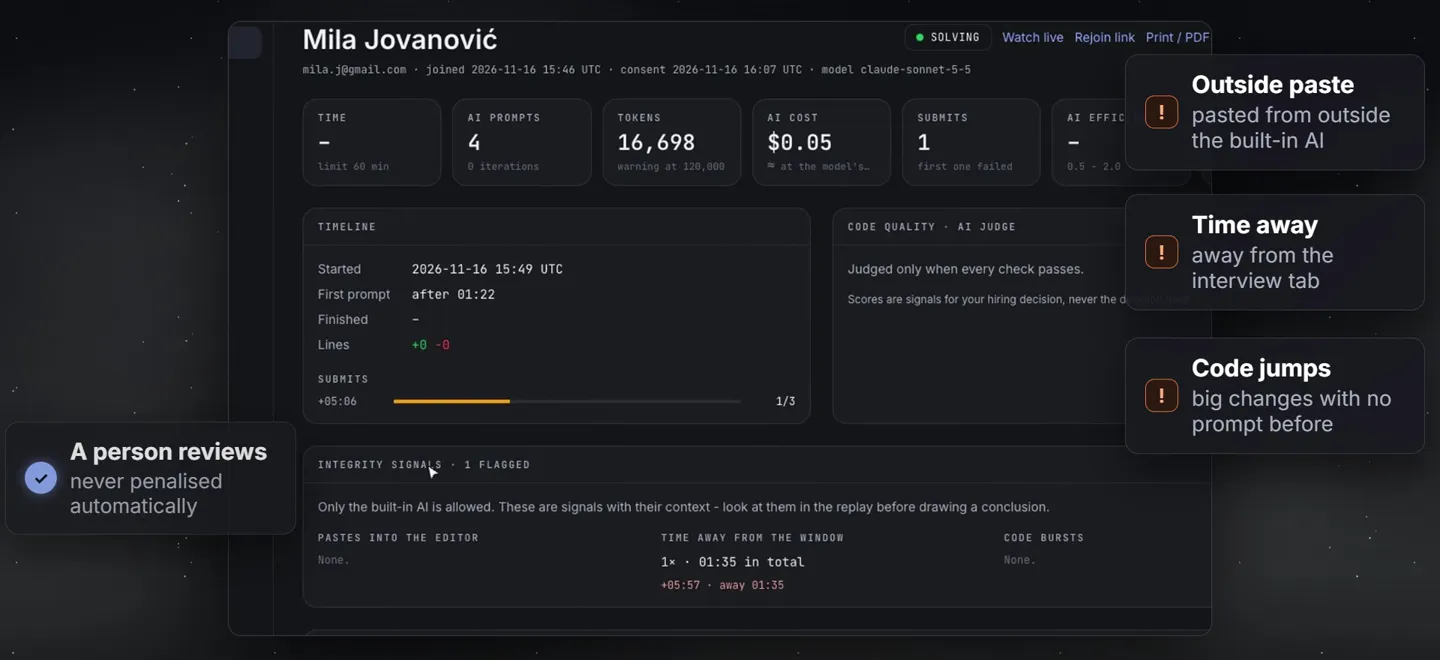 Mila Jovanović
SOLVING Watch live Rejoin link Print / PDF
mila.j@gmail.com · joined 2026-11-16 15:46 UTC · consent 2026-11-16 16:07 UTC · model claude-sonnet-5-5
TIME
–
limit 60 min
AI PROMPTS
4
0 iterations
TOKENS
16,698
warning at 120,000
AI COST
$0.05
≈ at the model's…
SUBMITS
1
first one failed
AI EFFIC
–
0.5 - 2.0
Outside paste
pasted from outside
the built-in AI
Time away
away from the
interview tab
Code jumps
big changes with no
prompt before
TIMELINE
Started 2026-11-16 15:49 UTC
First prompt after 01:22
Finished –
Lines +0 -0
SUBMITS
+05:06 1/3
CODE QUALITY · AI JUDGE
Judged only when every check passes.
Scores are signals for your hiring decision, never the
A person reviews
never penalised
automatically
INTEGRITY SIGNALS · 1 FLAGGED
Only the built-in AI is allowed. These are signals with their context - look at them in the replay before drawing a conclusion.
PASTES INTO THE EDITOR
None.
TIME AWAY FROM THE WINDOW
1× · 01:35 in total
+05:57 · away 01:35
CODE BURSTS
None.